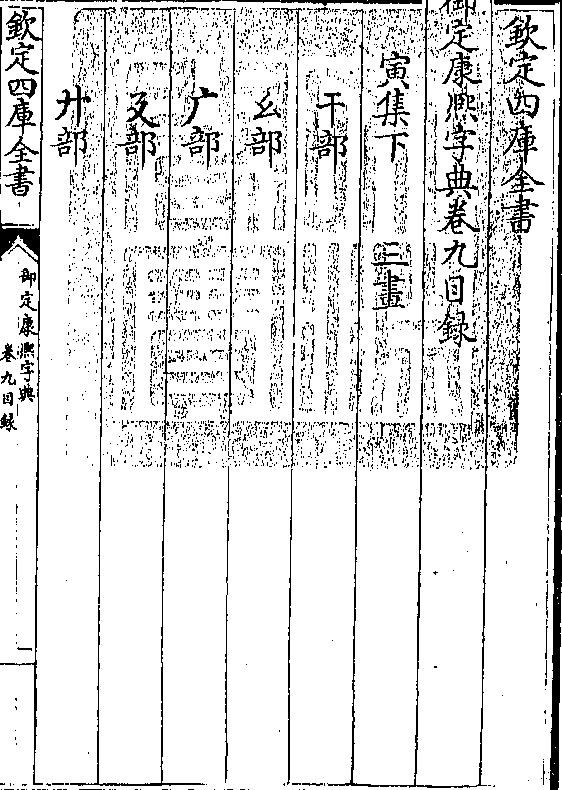 欽定四庫全書
御定康熙字典卷九目録
寅集下　三畫
干部
幺部
广部
廴部
廾部
欽定四庫全書
御定康熙字典
卷九目録
一